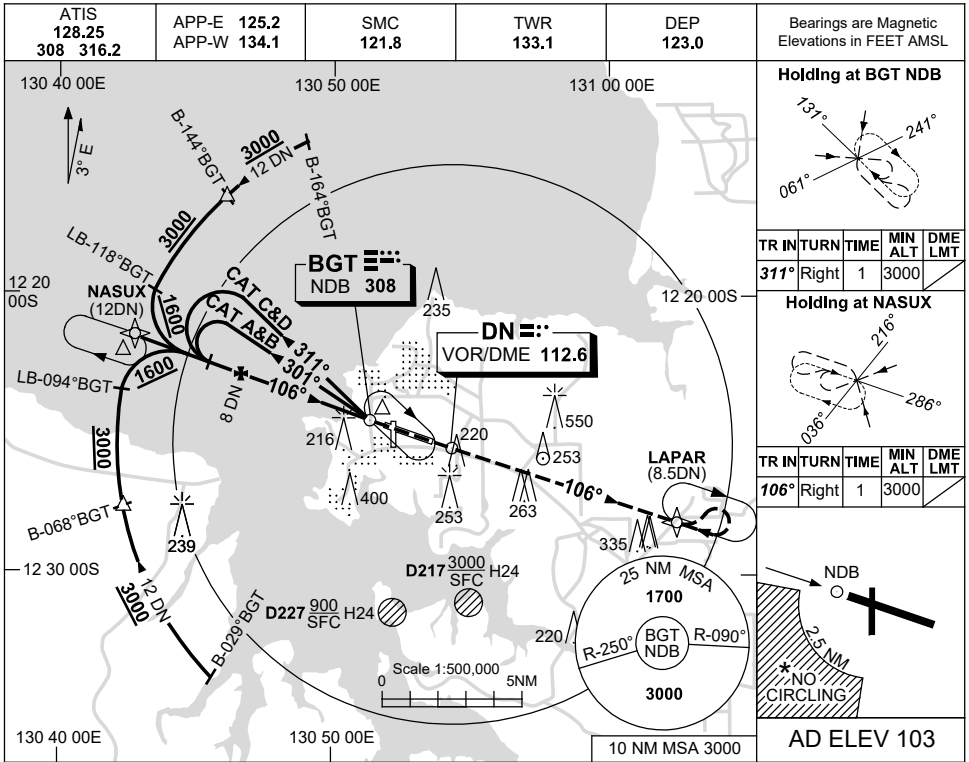 ATIS
128.25
308 316.2
APP-E 125.2
APP-W 134.1
SMC
121.8
TWR
133.1
DEP
123.0
Bearings are Magnetic
Elevations in FEET AMSL
130 40 00E
130 50 00E
131 00 00E
3° E
B-144°BGT
3000
12 DN
B-164°BGT
3000
LB-118°BGT
12 20
00S
NASUX
(12DN)
1600
CAT C&D
CAT A&B
311°
301°
106°
BGT
NDB 308
235
12 20 00S
DN
VOR/DME 112.6
LB-094°BGT
1600
8 DN
3000
216
220
550
253
400
253
263
106°
LAPAR
(8.5DN)
335
B-068°BGT
239
12 30 00S
12 DN
3000
B-029°BGT
D217 3000
SFC H24
D227 900
SFC H24
220
25 NM MSA
1700
R-250°
BGT
NDB
R-090°
3000
Scale 1:500,000
0
5NM
130 40 00E
130 50 00E
10 NM MSA 3000
Holding at BGT NDB
131°
241°
061°
TR IN TURN TIME MIN ALT DME LMT
311° Right 1 3000
Holding at NASUX
216°
286°
036°
TR IN TURN TIME MIN ALT DME LMT
106° Right 1 3000
NDB
2.5 NM
*NO
CIRCLING
AD ELEV 103